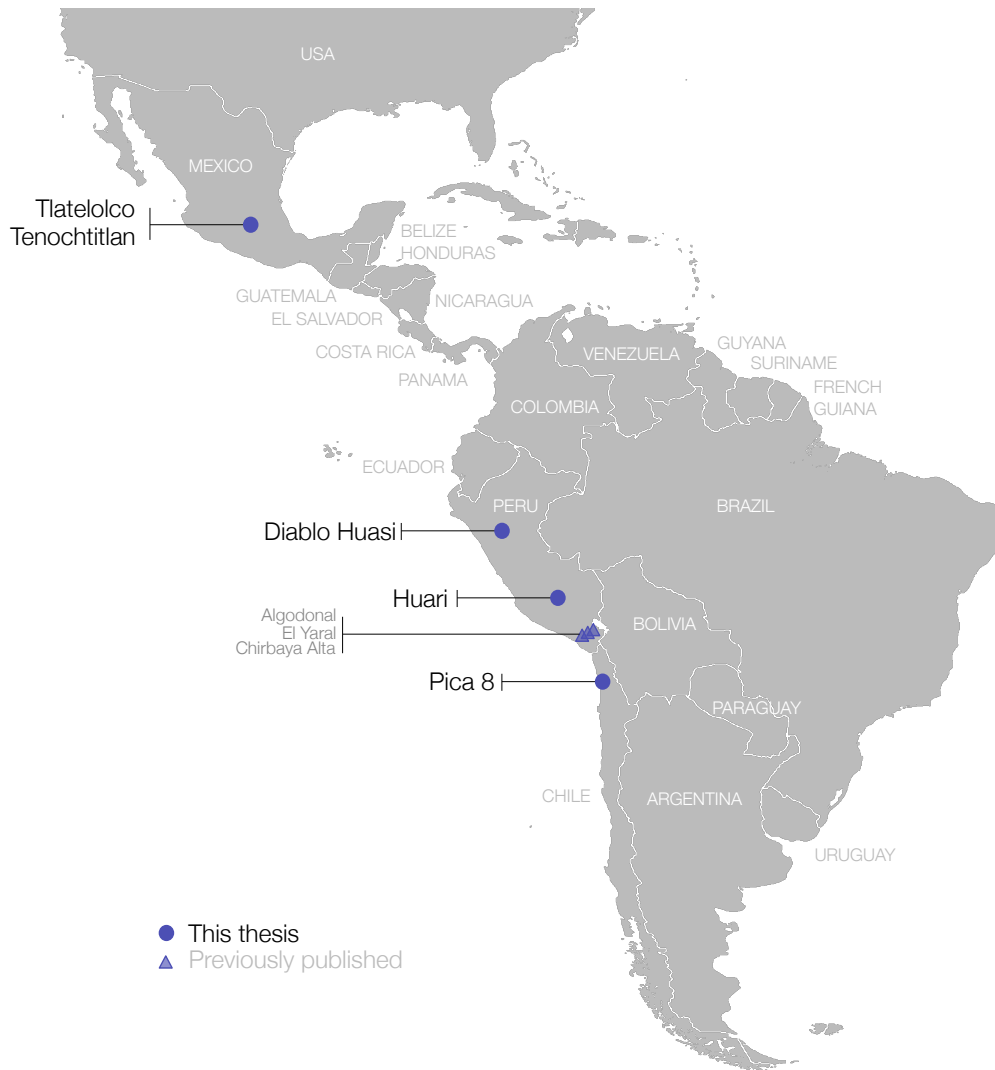 USA
MEXICO
Tlatelolco
Tenochtitlan
BELIZE
HONDURAS
GUATEMALA
NICARAGUA
EL SALVADOR
COSTA RICA
PANAMA
VENEZUELA
GUYANA
SURINAME
FRENCH
GUIANA
COLOMBIA
ECUADOR
PERU
BRAZIL
Diablo Huasi
Huari
Algodonal
El Yaral
Chirbaya Alta
BOLIVIA
Pica 8
PARAGUAY
CHILE
ARGENTINA
URUGUAY
This thesis
Previously published